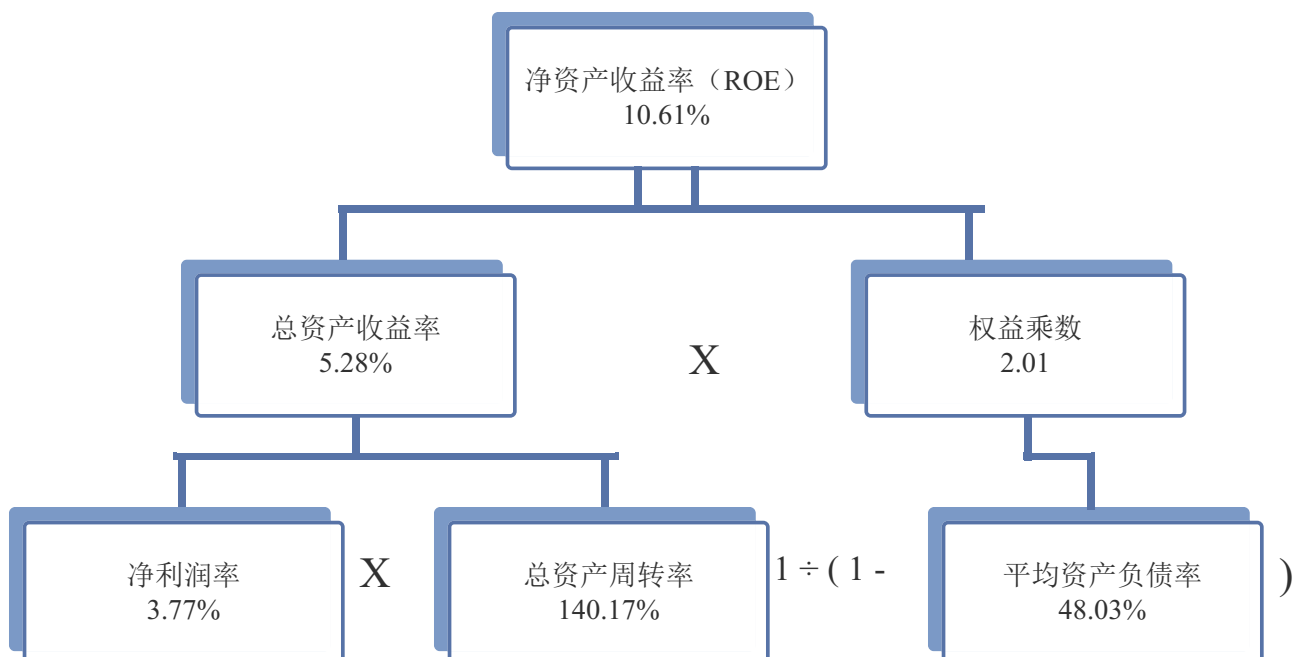 净资产收益率（ROE）
10.61%
总资产收益率
5.28%
X
权益乘数
2.01
净利润率
3.77%
X
总资产周转率
140.17%
1 ÷ ( 1 -
平均资产负债率
48.03%
)